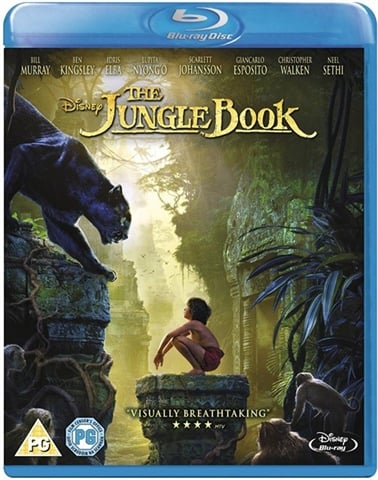 Blu-ray Disc
BILL MURRAY
BEN KINGSLEY
IDRIS ELBA
LUPITA NYONG'O
SCARLETT JOHANSSON
GIANCARLO ESPOSITO
CHRISTOPHER WALKEN
NEEL SETHI
Disney
THE
JUNGLE BOOK
"VISUALLY BREATHTAKING"
★★★★ MTV
PG
PG
Disney
Blu-ray